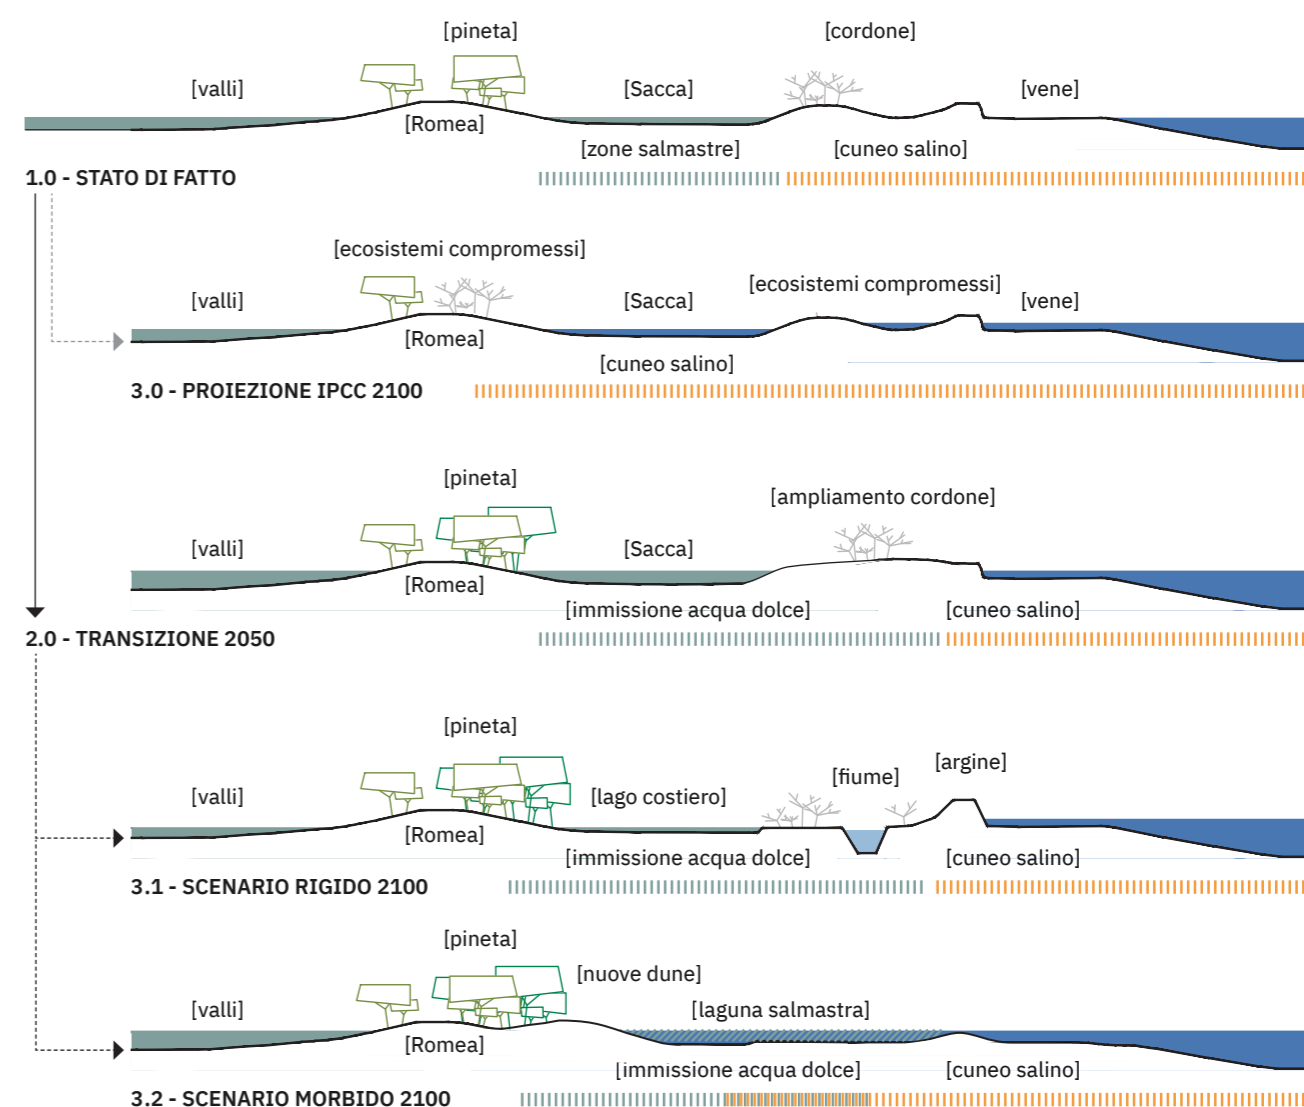 [pineta]
[cordone]
[valli]
[Sacca]
[vene]
[Romea]
[zone salmastre]
[cuneo salino]
1.0 - STATO DI FATTO
[ecosistemi compromessi]
[ecosistemi compromessi]
[valli]
[Sacca]
[vene]
[Romea]
[cuneo salino]
3.0 - PROIEZIONE IPCC 2100
[pineta]
[ampliamento cordone]
[valli]
[Sacca]
[Romea]
[immissione acqua dolce]
[cuneo salino]
2.0 - TRANSIZIONE 2050
[pineta]
[argine]
[fiume]
[valli]
[lago costiero]
[Romea]
[immissione acqua dolce]
[cuneo salino]
3.1 - SCENARIO RIGIDO 2100
[pineta]
[nuove dune]
[valli]
[laguna salmastra]
[Romea]
[immissione acqua dolce]
[cuneo salino]
3.2 - SCENARIO MORBIDO 2100